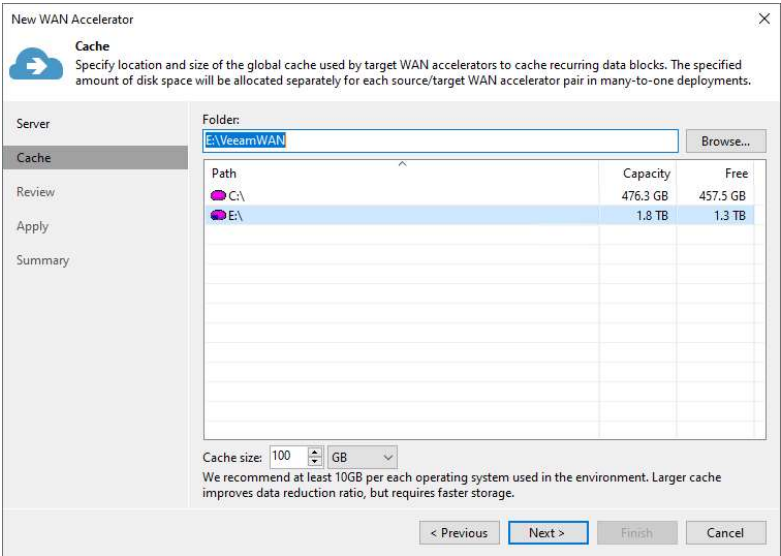 New WAN Accelerator
Cache
Specify location and size of the global cache used by target WAN accelerators to cache recurring data blocks. The specified
amount of disk space will be allocated separately for each source/target WAN accelerator pair in many-to-one deployments.
Server
Cache
Review
Apply
Summary
Folder:
E:\VeeamWAN
Browse...
Path Capacity Free
C:\ 476.3 GB 457.5 GB
E:\ 1.8 TB 1.3 TB
Cache size: 100 GB
We recommend at least 10GB per each operating system used in the environment. Larger cache
improves data reduction ratio, but requires faster storage.
< Previous Next > Finish Cancel